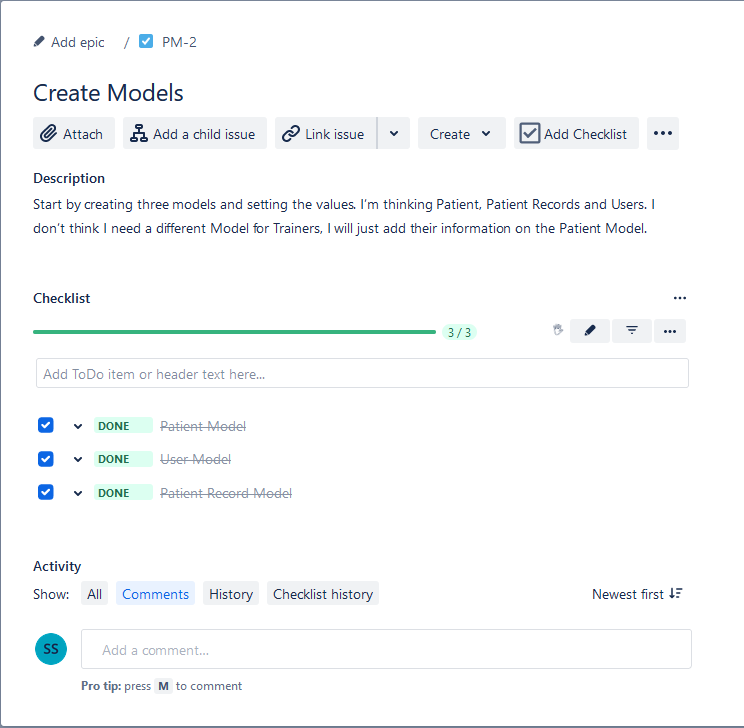 Add epic / PM-2
Create Models
Attach Add a child issue Link issue Create Add Checklist
Description
Start by creating three models and setting the values. I’m thinking Patient, Patient Records and Users. I
don’t think I need a different Model for Trainers, I will just add their information on the Patient Model.
Checklist
3 / 3
Add ToDo item or header text here...
DONE Patient Model
DONE User Model
DONE Patient Record Model
Activity
Show: All Comments History Checklist history Newest first
SS Add a comment...
Pro tip: press M to comment